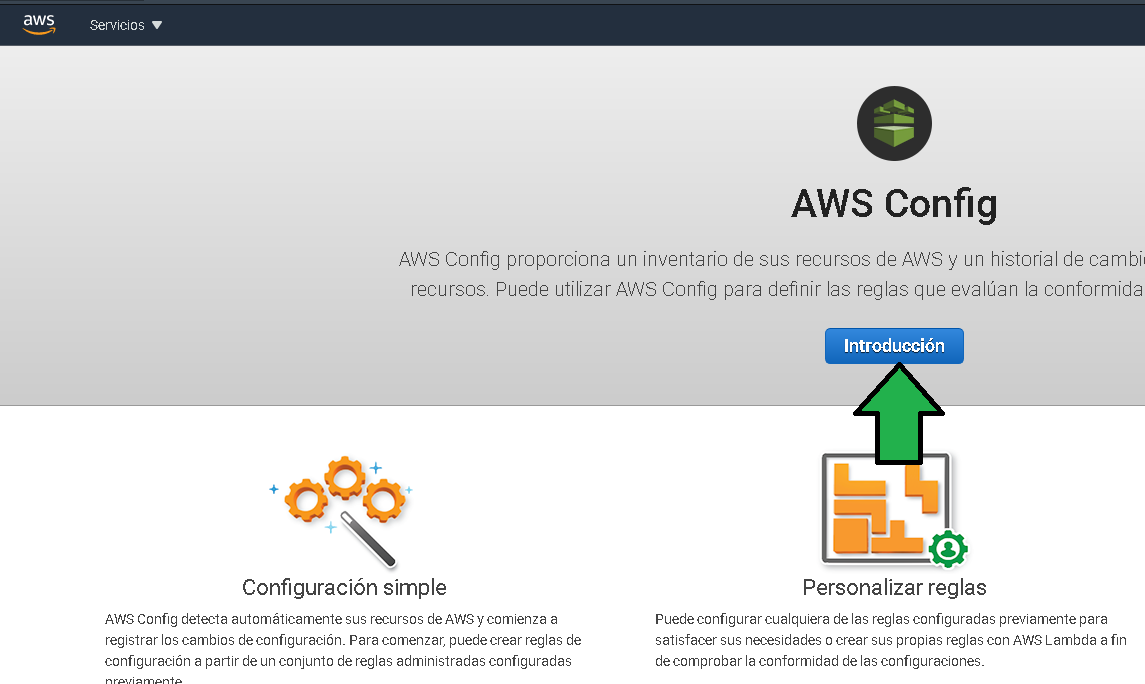 aws
Servicios
AWS Config
AWS Config proporciona un inventario de sus recursos de AWS y un historial de cambi
recursos. Puede utilizar AWS Config para definir las reglas que evalúan la conformida
Introducción
Configuración simple
AWS Config detecta automáticamente sus recursos de AWS y comienza a
registrar los cambios de configuración. Para comenzar, puede crear reglas de
configuración a partir de un conjunto de reglas administradas configuradas
previamente
Personalizar reglas
Puede configurar cualquiera de las reglas configuradas previamente para
satisfacer sus necesidades o crear sus propias reglas con AWS Lambda a fin
de comprobar la conformidad de las configuraciones.